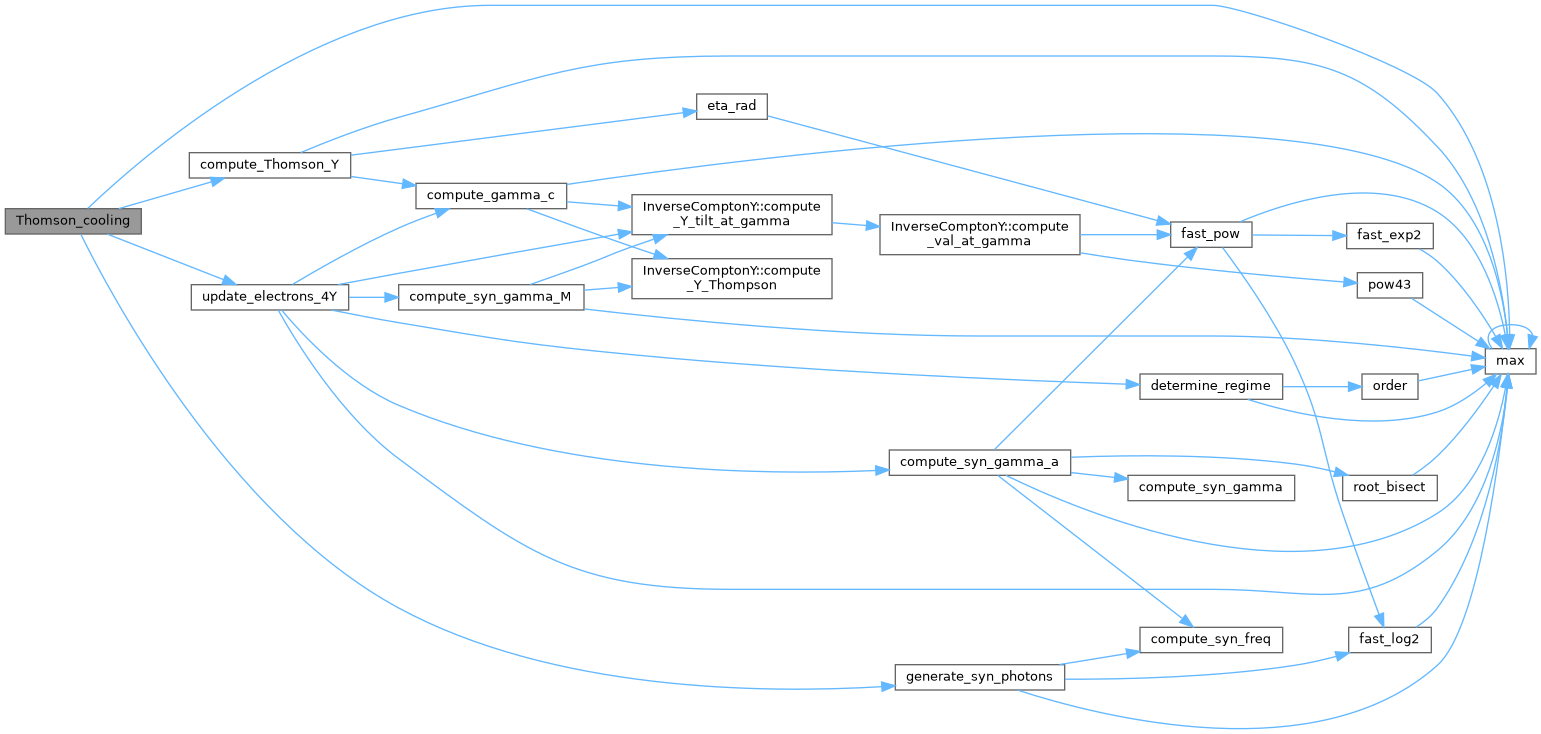 Thomson_cooling
compute_Thomson_Y
update_electrons_4Y
eta_rad
compute_gamma_c
compute_syn_gamma_M
InverseComptonY::compute
_Y_tilt_at_gamma
InverseComptonY::compute
_Y_Thompson
InverseComptonY::compute
_val_at_gamma
compute_syn_gamma_a
generate_syn_photons
fast_pow
determine_regime
compute_syn_gamma
compute_syn_freq
fast_exp2
pow43
order
root_bisect
fast_log2
max